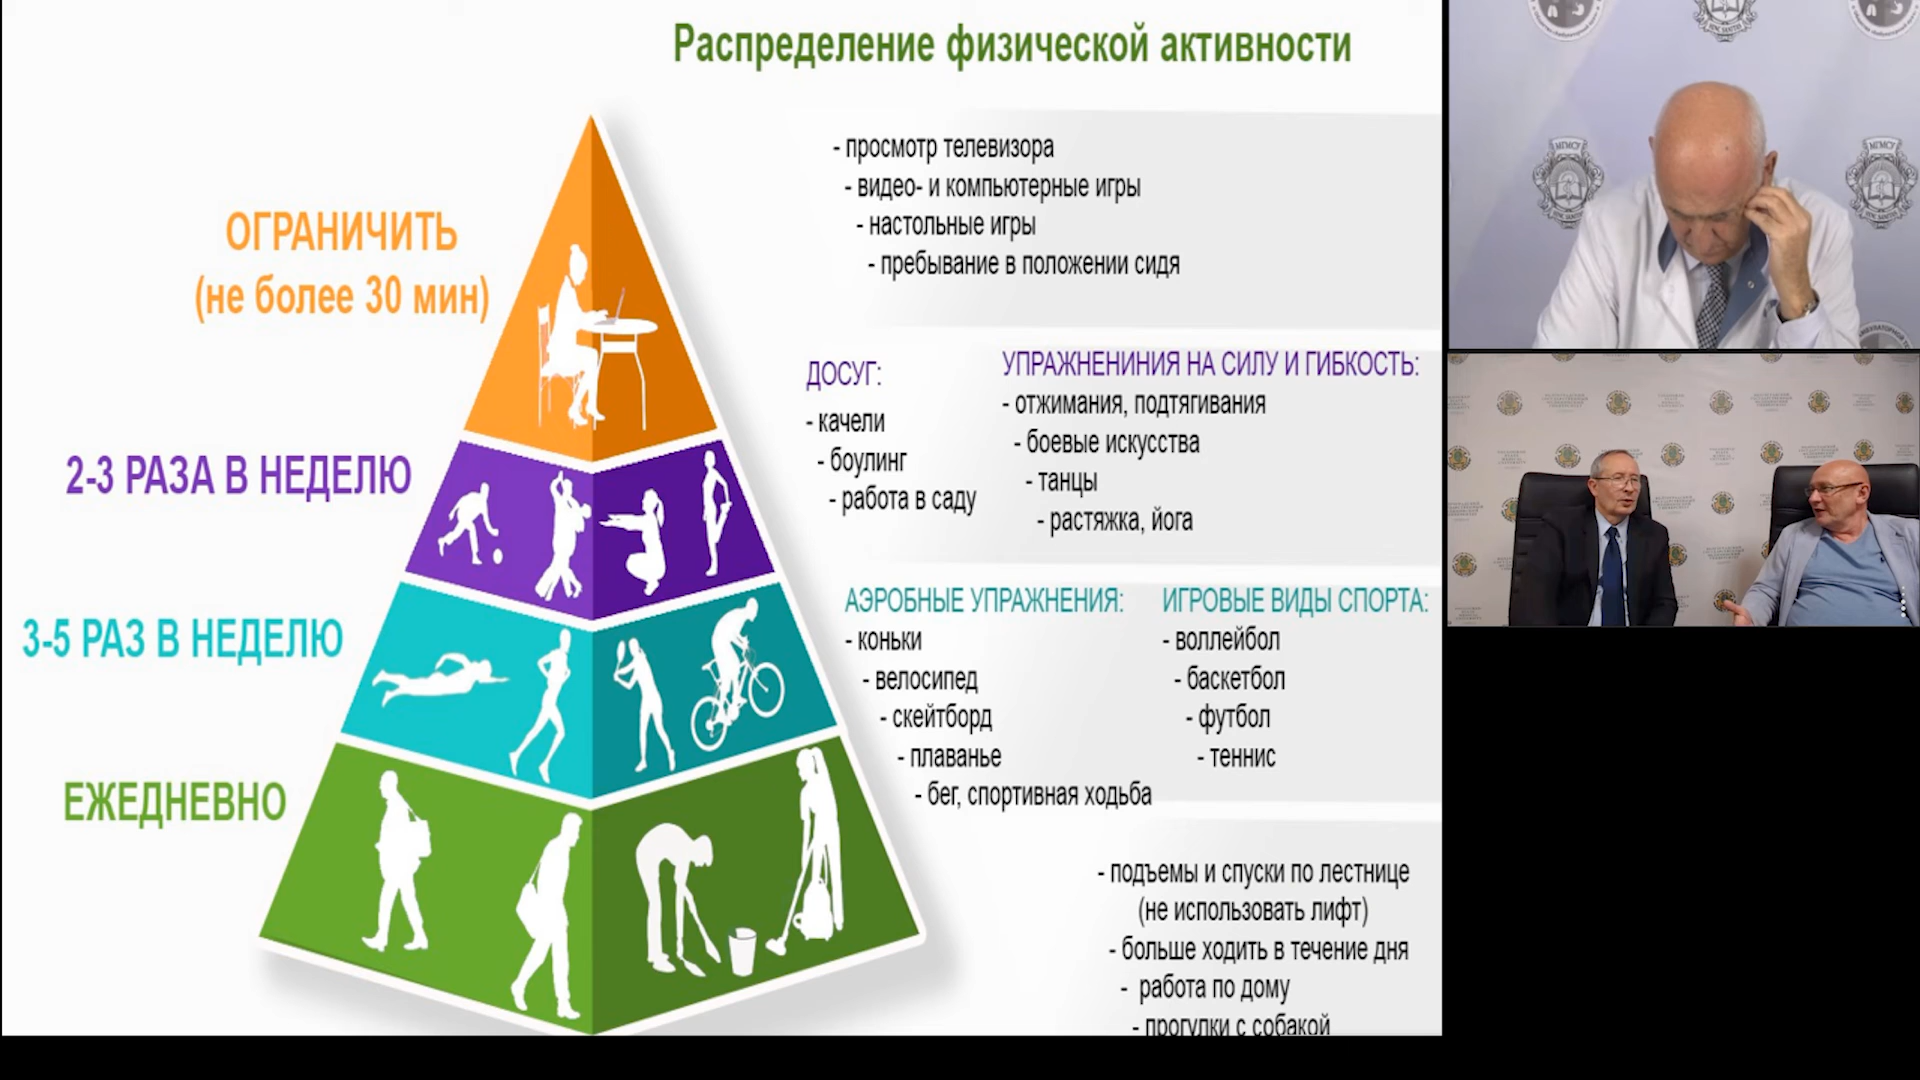 Распределение физической активности
ОГРАНИЧИТЬ
(не более 30 мин)
- просмотр телевизора
- видео- и компьютерные игры
- настольные игры
- пребывание в положении сидя
2-3 РАЗА В НЕДЕЛЮ
ДОСУГ:
- качели
- боулинг
- работа в саду
УПРАЖНЕНИНИЯ НА СИЛУ И ГИБКОСТЬ:
- отжимания, подтягивания
- боевые искусства
- танцы
- растяжка, йога
3-5 РАЗ В НЕДЕЛЮ
АЭРОБНЫЕ УПРАЖНЕНИЯ:
- коньки
- велосипед
- скейтборд
- плаванье
- бег, спортивная ходьба
ИГРОВЫЕ ВИДЫ СПОРТА:
- воллейбол
- баскетбол
- футбол
- теннис
ЕЖЕДНЕВНО
- подъемы и спуски по лестнице
(не использовать лифт)
- больше ходить в течение дня
- работа по дому
- прогулки с собакой
МГМСУ
МГМСУ